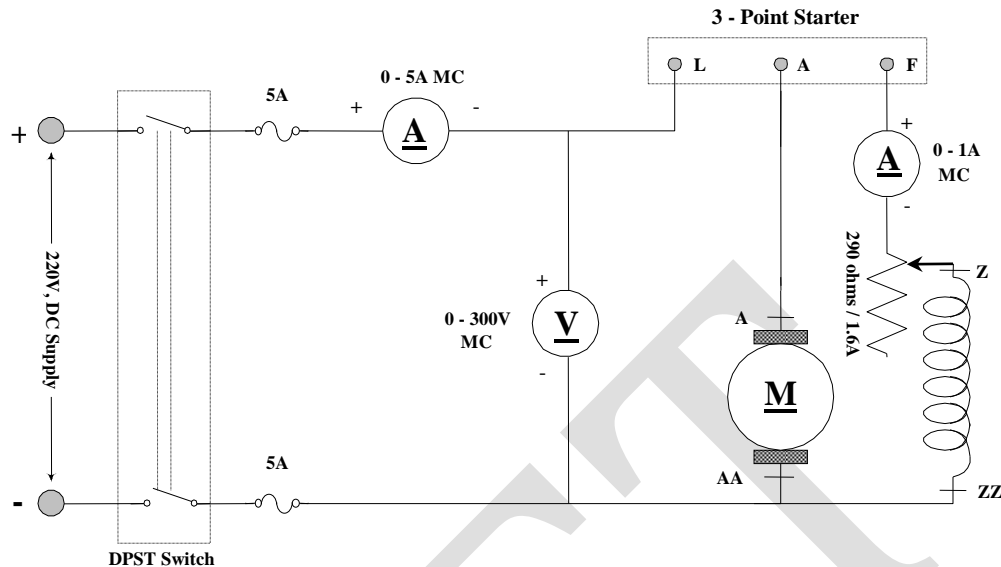 3 - Point Starter
L
A
F
0 - 5A MC
5A
+
-
A
+
+
A
0 - 1A
MC
-
220V, DC Supply
290 ohms / 1.6A
Z
+
0 - 300V
MC
V
-
A
M
AA
5A
-
ZZ
DPST Switch